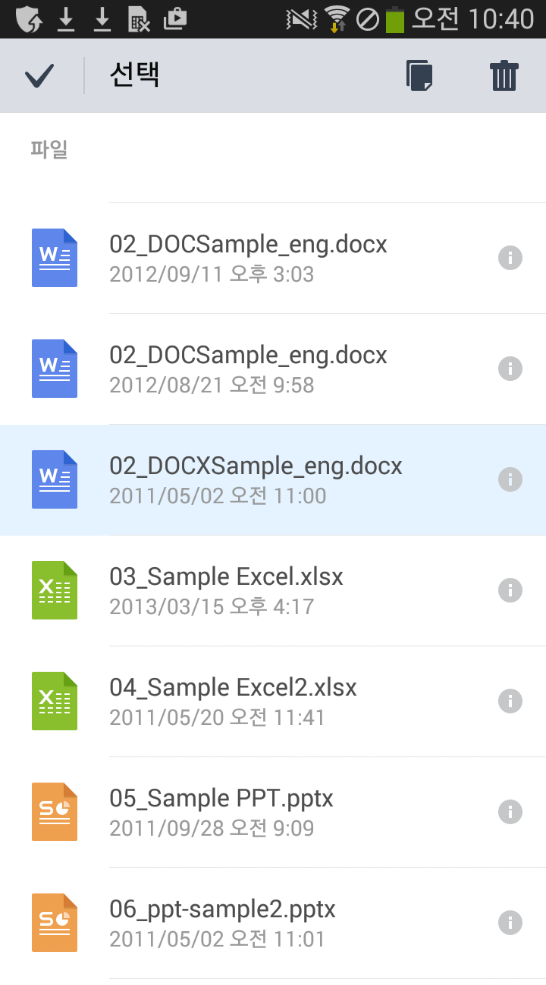 오전 10:40
선택
파일
02_DOCSample_eng.docx
2012/09/11 오후 3:03
02_DOCSample_eng.docx
2012/08/21 오전 9:58
02_DOCXSample_eng.docx
2011/05/02 오전 11:00
03_Sample Excel.xlsx
2013/03/15 오후 4:17
04_Sample Excel2.xlsx
2011/05/20 오전 11:41
05_Sample PPT.pptx
2011/09/28 오전 9:09
06_ppt-sample2.pptx
2011/05/02 오전 11:01